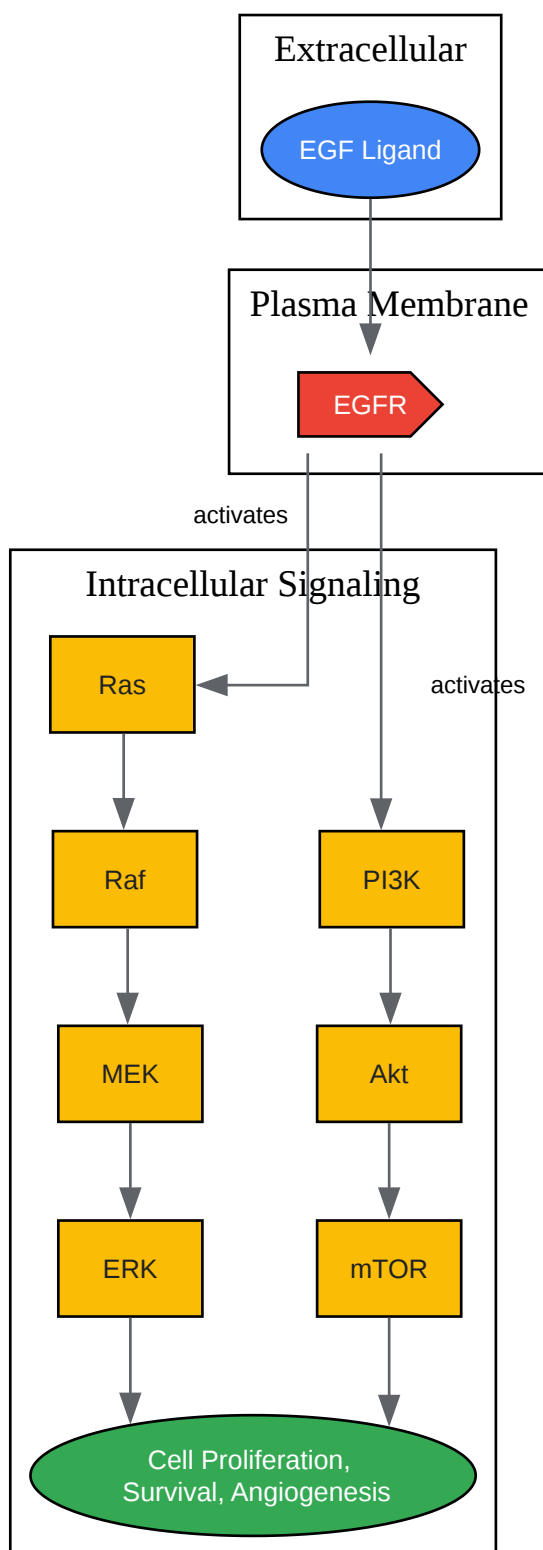 Extracellular
EGF Ligand
Plasma Membrane
EGFR
activates
Intracellular Signaling
Ras
activates
Raf
PI3K
MEK
Akt
ERK
mTOR
Cell Proliferation,
Survival, Angiogenesis